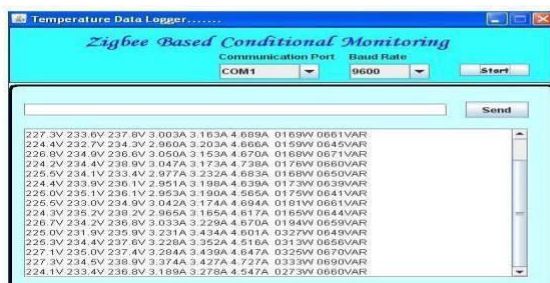 Temperature Data Logger.......
Zigbee Based Conditional Monitoring
Communication Port Baud Rate
COM1 9600 Start
Send
227.3V 233.6V 237.8V 3.003A 3.163A 4.689A 0169W 0661VAR
224.4V 232.7V 234.3V 2.960A 3.203A 4.666A 0159W 0645VAR
226.8V 234.9V 236.6V 3.050A 3.153A 4.670A 0168W 0671VAR
224.2V 234.4V 238.9V 3.047A 3.173A 4.738A 0176W 0660VAR
225.5V 234.1V 233.4V 2.977A 3.232A 4.683A 0168W 0650VAR
224.4V 233.9V 236.1V 2.951A 3.198A 4.639A 0173W 0639VAR
225.0V 235.1V 236.1V 2.953A 3.190A 4.565A 0175W 0641VAR
225.5V 233.0V 234.9V 3.042A 3.174A 4.694A 0181W 0661VAR
224.3V 235.2V 238.2V 2.965A 3.165A 4.617A 0165W 0644VAR
226.7V 234.2V 236.8V 3.033A 3.229A 4.670A 0194W 0659VAR
225.0V 231.9V 235.9V 3.231A 3.434A 4.601A 0327W 0649VAR
225.3V 234.4V 237.6V 3.228A 3.352A 4.516A 0313W 0656VAR
227.1V 235.0V 237.4V 3.284A 3.439A 4.647A 0325W 0670VAR
227.3V 234.5V 238.9V 3.374A 3.427A 4.727A 0333W 0690VAR
224.1V 233.4V 236.8V 3.189A 3.278A 4.547A 0273W 0660VAR